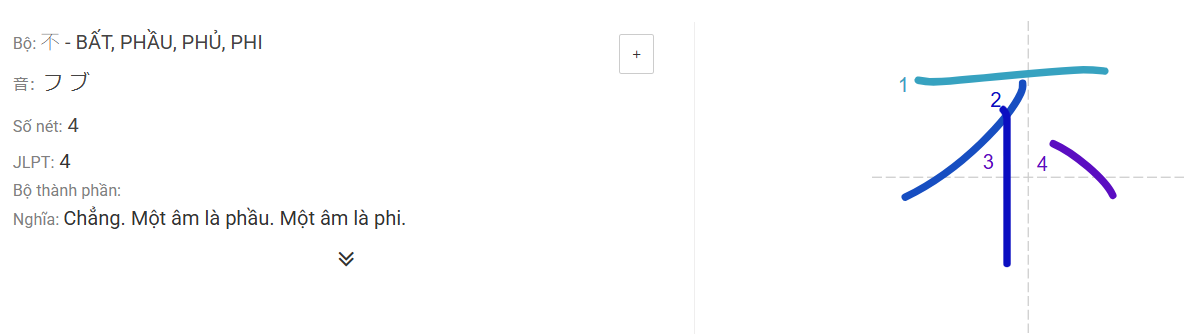 Bộ: 不 - BẤT, PHẦU, PHỦ, PHI
+
音: フ ブ
Số nét: 4
JLPT: 4
Bộ thành phần:
Nghĩa: Chẳng. Một âm là phầu. Một âm là phi.
不
1
2
3
4